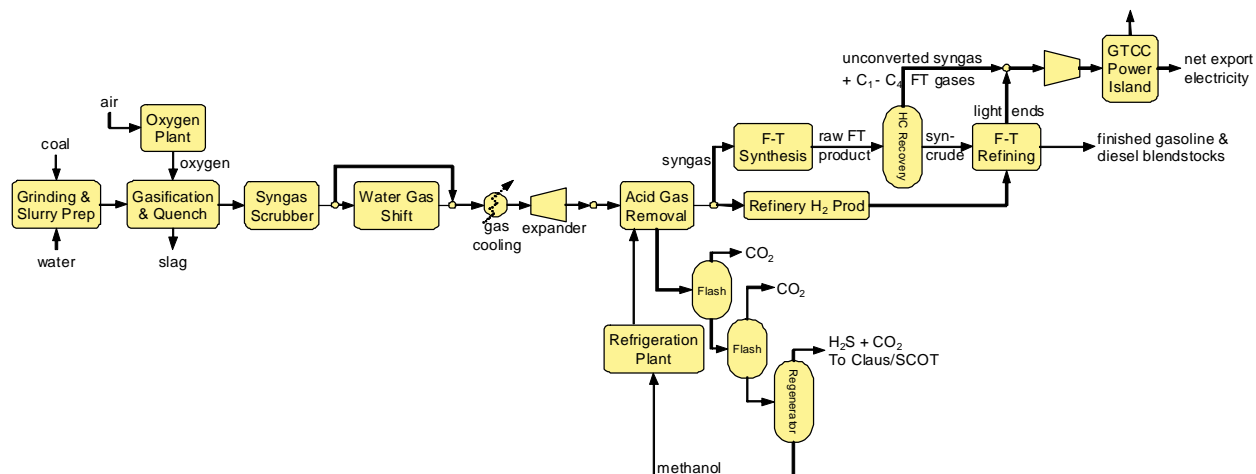 air
Oxygen
Plant
coal
oxygen
Grinding &
Slurry Prep
Gasification
& Quench
water
slag
Syngas
Scrubber
Water Gas
Shift
gas
cooling
expander
Acid Gas
Removal
syngas
F-T
Synthesis
raw FT
product
HC Recovery
syn-
crude
unconverted syngas
+ C₁- C₄ FT gases
light ends
F-T
Refining
GTCC
Power
Island
net export
electricity
finished gasoline &
diesel blendstocks
Refinery H₂ Prod
Flash
CO₂
Flash
CO₂
Refrigeration
Plant
Regenerator
H₂S + CO₂
To Claus/SCOT
methanol